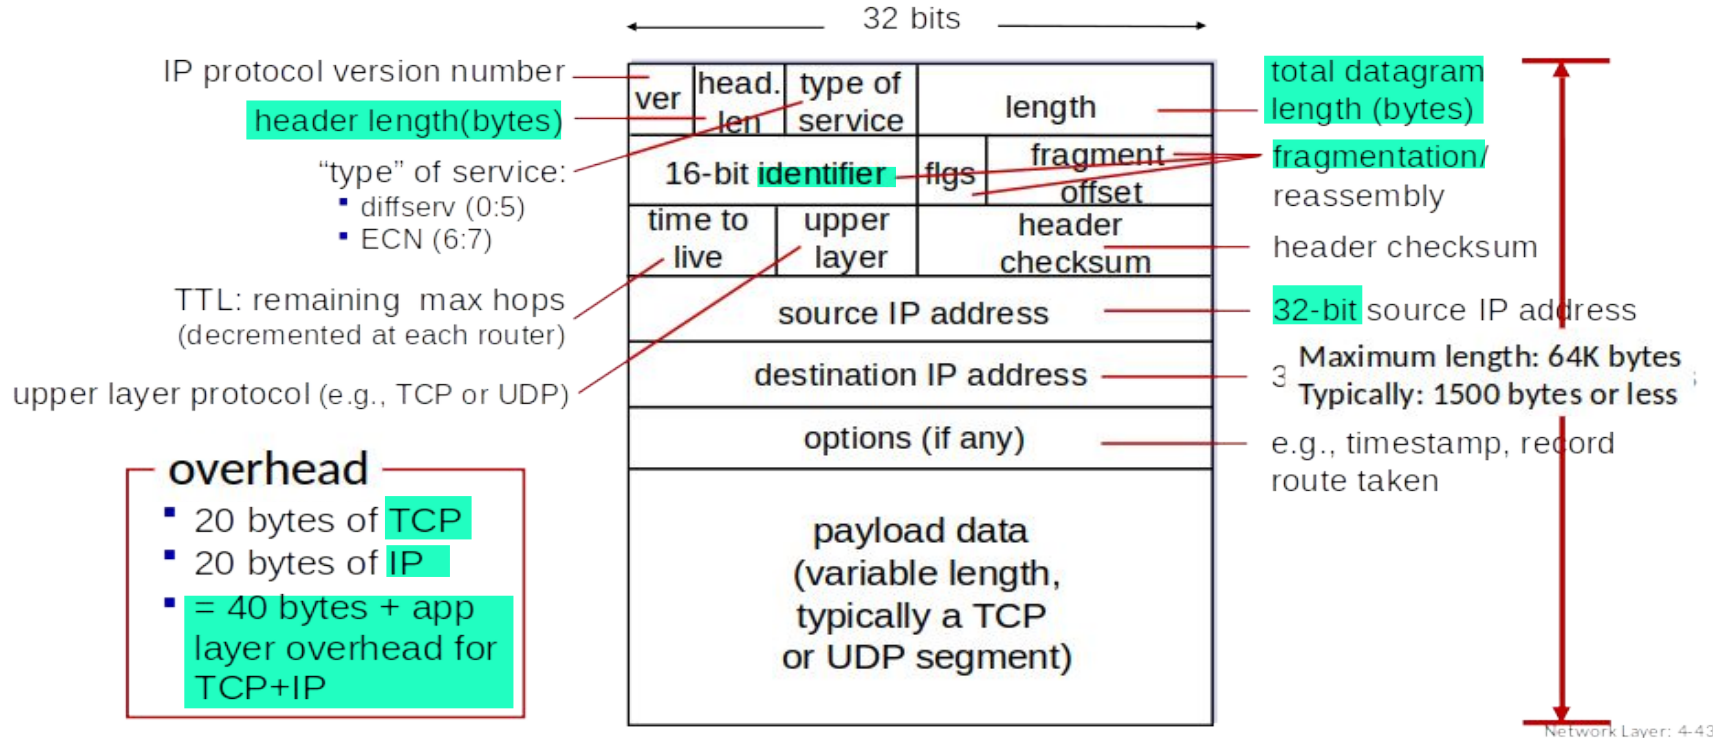 32 bits
IP protocol version number
header length(bytes)
“type” of service:
diffserv (0:5)
ECN (6:7)
TTL: remaining max hops
(decremented at each router)
upper layer protocol (e.g., TCP or UDP)
overhead
20 bytes of TCP
20 bytes of IP
= 40 bytes + app
layer overhead for
TCP+IP
ver
head.
len
type of
service
length
16-bit identifier
flgs
fragment
offset
time to
live
upper
layer
header
checksum
source IP address
destination IP address
options (if any)
payload data
(variable length,
typically a TCP
or UDP segment)
total datagram
length (bytes)
fragmentation/
reassembly
header checksum
32-bit source IP address
Maximum length: 64K bytes
Typically: 1500 bytes or less
e.g., timestamp, record
route taken
Network Layer: 4-43